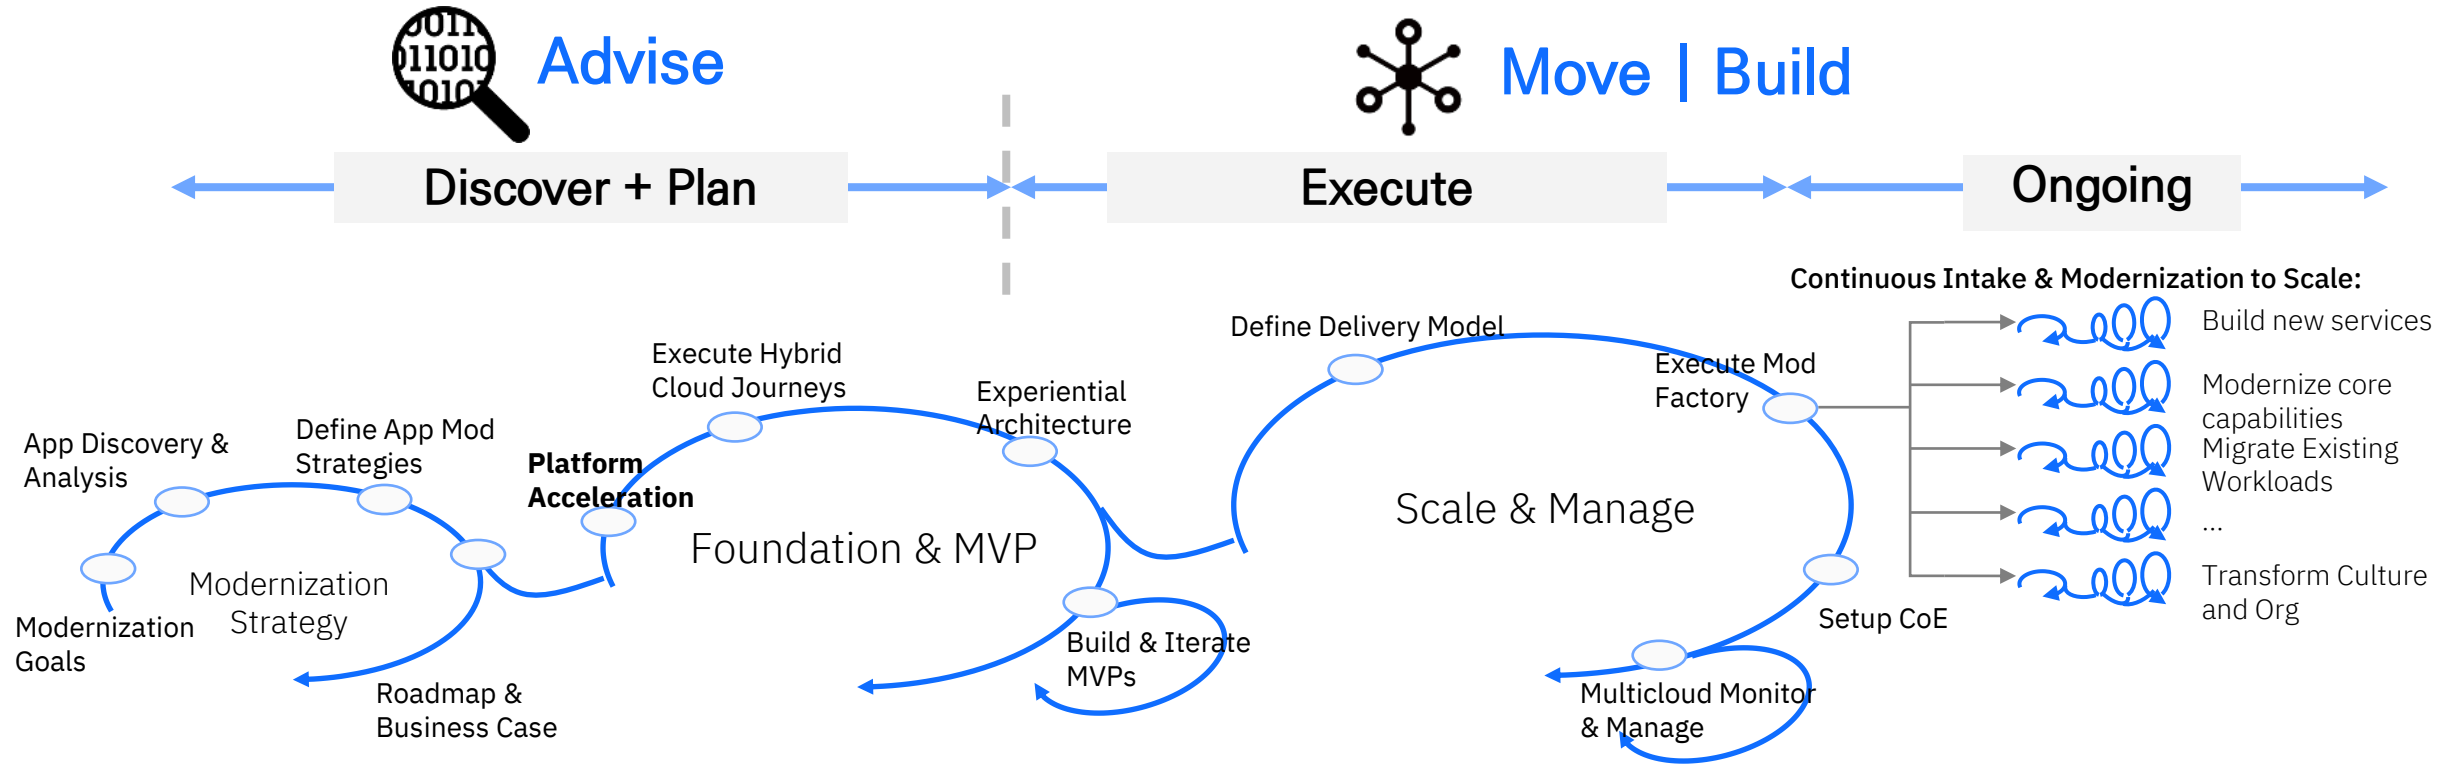 Advise
Move | Build
Discover + Plan
Execute
Ongoing
Continuous Intake & Modernization to Scale:
Build new services
Modernize core
capabilities
Migrate Existing
Workloads
...
Transform Culture
and Org
Define Delivery Model
Execute Mod
Factory
Scale & Manage
Setup CoE
Multicloud Monitor
& Manage
Execute Hybrid
Cloud Journeys
Experiential
Architecture
Platform
Acceleration
Foundation & MVP
Build & Iterate
MVPs
App Discovery &
Analysis
Define App Mod
Strategies
Modernization
Strategy
Modernization
Goals
Roadmap &
Business Case